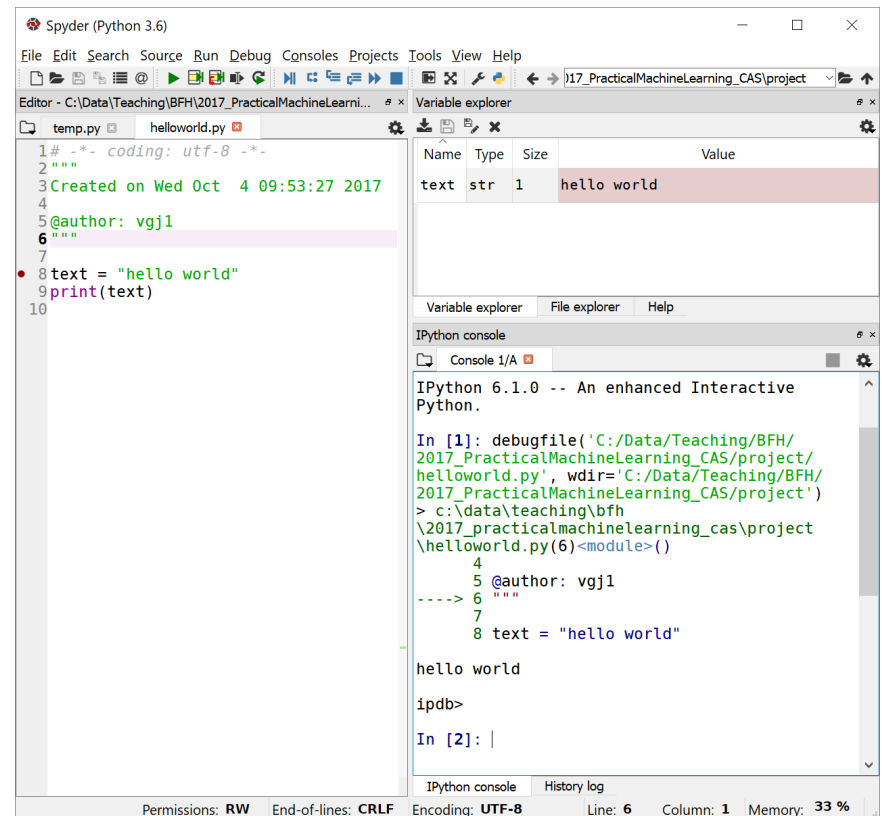 Spyder (Python 3.6)
File Edit Search Source Run Debug Consoles Projects Tools View Help
017_PracticalMachineLearning_CAS\project
Editor - C:\Data\Teaching\BFH\2017_PracticalMachineLearni...
temp.py helloworld.py
1 # -*- coding: utf-8 -*-
2 """
3 Created on Wed Oct  4 09:53:27 2017
4
5 @author: vgj1
6 """
7
8 text = "hello world"
9 print(text)
10
Variable explorer
Name Type Size Value
text str 1 hello world
Variable explorer File explorer Help
IPython console
Console 1/A
IPython 6.1.0 -- An enhanced Interactive
Python.
In [1]: debugfile('C:/Data/Teaching/BFH/
2017_PracticalMachineLearning_CAS/project/
helloworld.py', wdir='C:/Data/Teaching/BFH/
2017_PracticalMachineLearning_CAS/project')
> c:\data\teaching\bfh
\2017_practicalmachinelearning_cas\project
\helloworld.py(6)<module>()
4
5 @author: vgj1
----> 6 """
7
8 text = "hello world"
hello world
ipdb>
In [2]:
IPython console History log
Permissions: RW End-of-lines: CRLF Encoding: UTF-8 Line: 6 Column: 1 Memory: 33 %